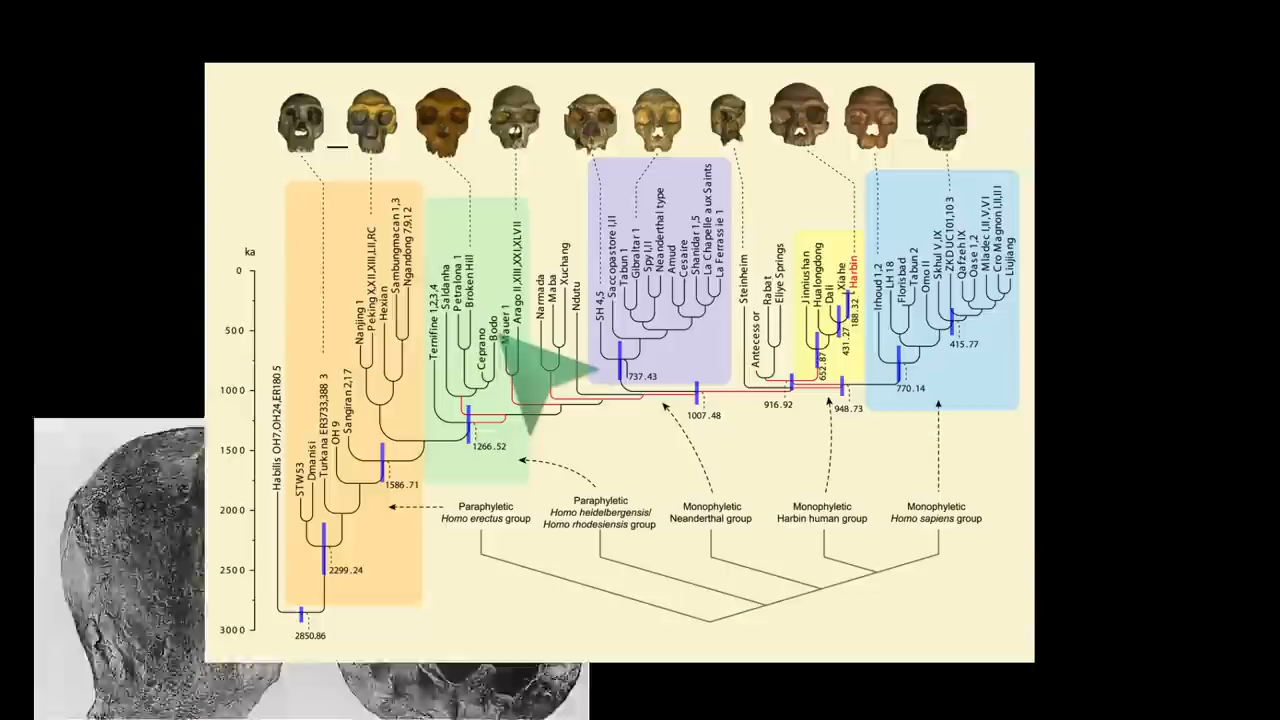 ka
0
500
1000
1500
2000
2500
3000
Habilis OH7,OH24,ER1805
STW53
Dmanisi
Turkana ER3733,3883
OH 9
Sangiran2,17
Nanjing 1
Peking X,XII,XIII,LII,RC
Hexian
Sambungmacan 1,3
Ngandong 7,9,12
Ternifine 1,2,3,4
Saldanha
Petralona 1
Broken Hill
Ceprano
Bodo
Mauer 1
Arago II,XIII,XXI,XLVII
Narmada
Maba
Xuchang
Ndutu
SH 4,5
Saccopastore I,II
Tabun 1
Gibraltar 1
Spy I,II
Neanderthal type
Amud
Cesaire
Shanidar 1,5
La Chapelle aux Saints
La Ferrassie 1
Steinheim
Antecessor
Rabat
Eliye Springs
Jinniushan
Hualongdong
Dali
Xiahe
Harbin
Irhoud 1,2
LH 18
Florisbad
Tabun 2
Omo II
Skhul V,IX
ZKDUC101,103
Qafzeh IX
Oase 1,2
Mladec I,II,V,VI
Cro Magnon I,II,III
Liujiang
188.32
431.27
652.87
415.77
737.43
770.14
916.92
948.73
1007.48
1266.52
1586.71
2299.24
2850.86
Paraphyletic
Homo erectus group
Paraphyletic
Homo heidelbergensis/
Homo rhodesiensis group
Monophyletic
Neanderthal group
Monophyletic
Harbin human group
Monophyletic
Homo sapiens group